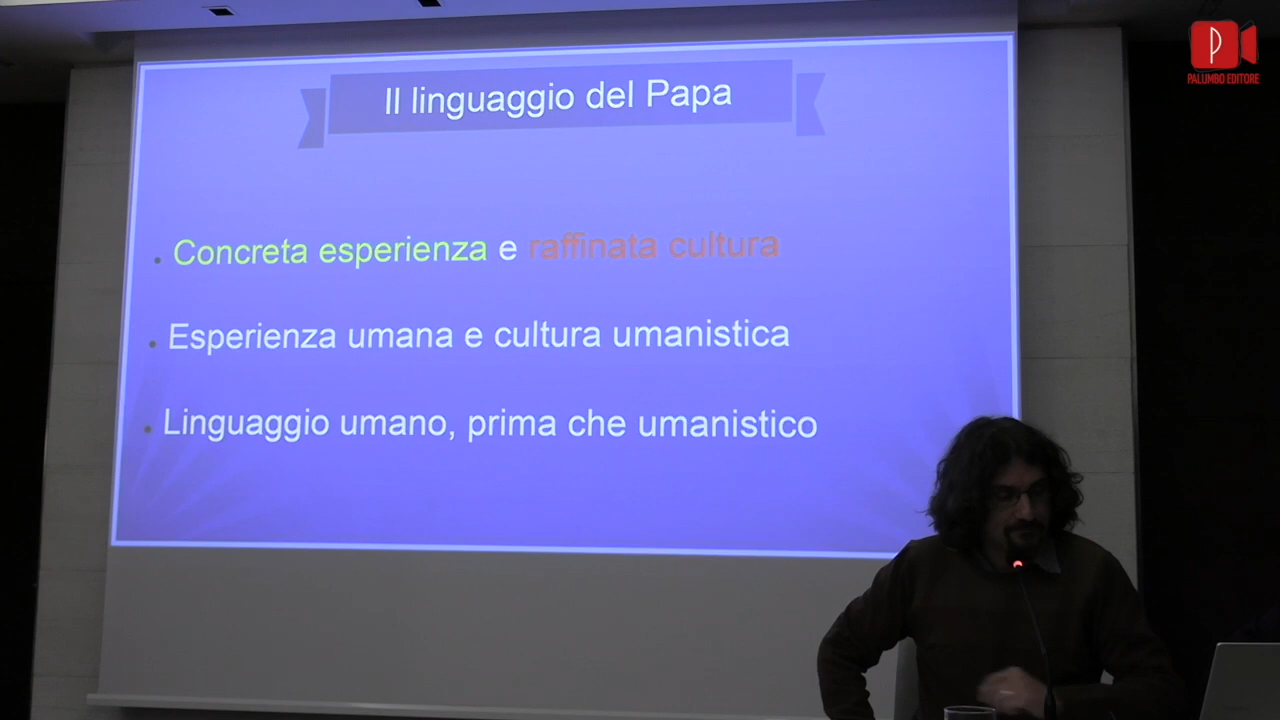 PALUMBO EDITORE
Il linguaggio del Papa
Concreta esperienza e raffinata cultura
Esperienza umana e cultura umanistica
Linguaggio umano, prima che umanistico